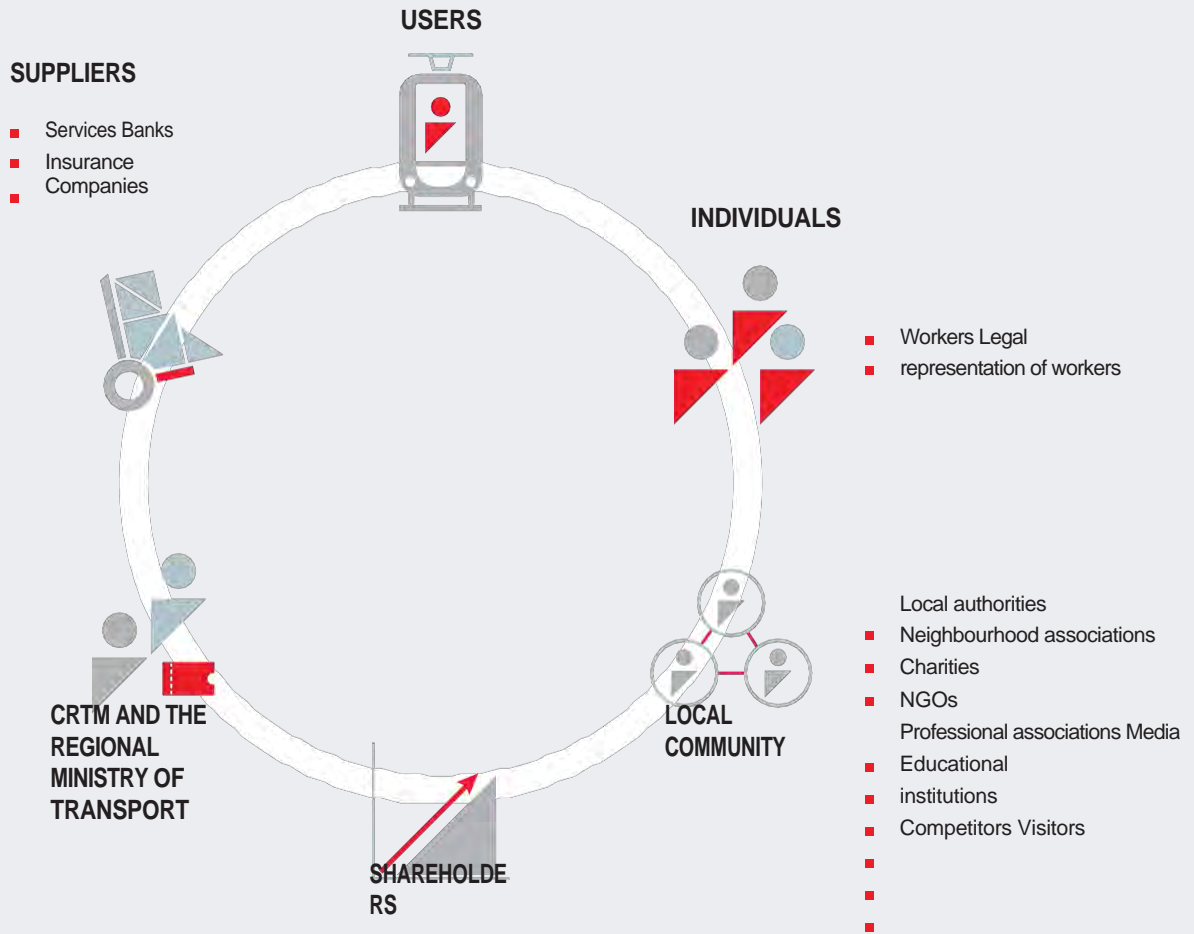 USERS
SUPPLIERS
Services Banks
Insurance
Companies
INDIVIDUALS
Workers Legal
representation of workers
Local authorities
Neighbourhood associations
Charities
NGOs
Professional associations Media
Educational
institutions
Competitors Visitors
LOCAL
COMMUNITY
CRTM AND THE
REGIONAL
MINISTRY OF
TRANSPORT
SHAREHOLDE
RS